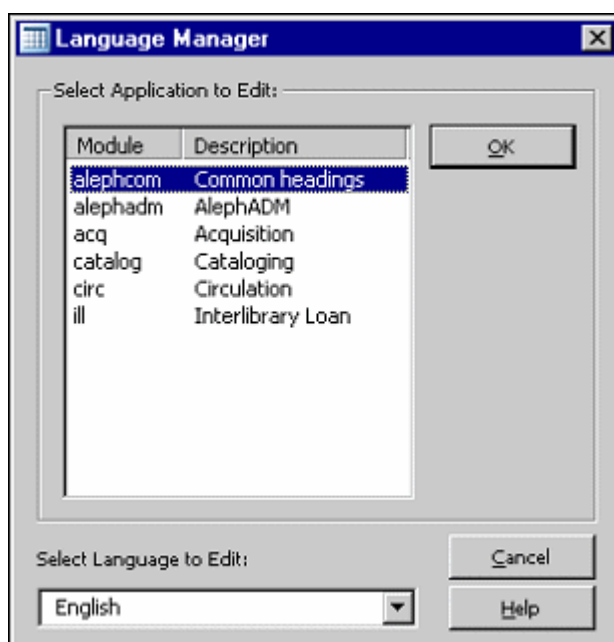 Language Manager
Select Application to Edit:
Module Description
OK
alephcom Common headings
alephadm AlephADM
acq Acquisition
catalog Cataloging
circ Circulation
ill Interlibrary Loan
Select Language to Edit:
Cancel
English
Help